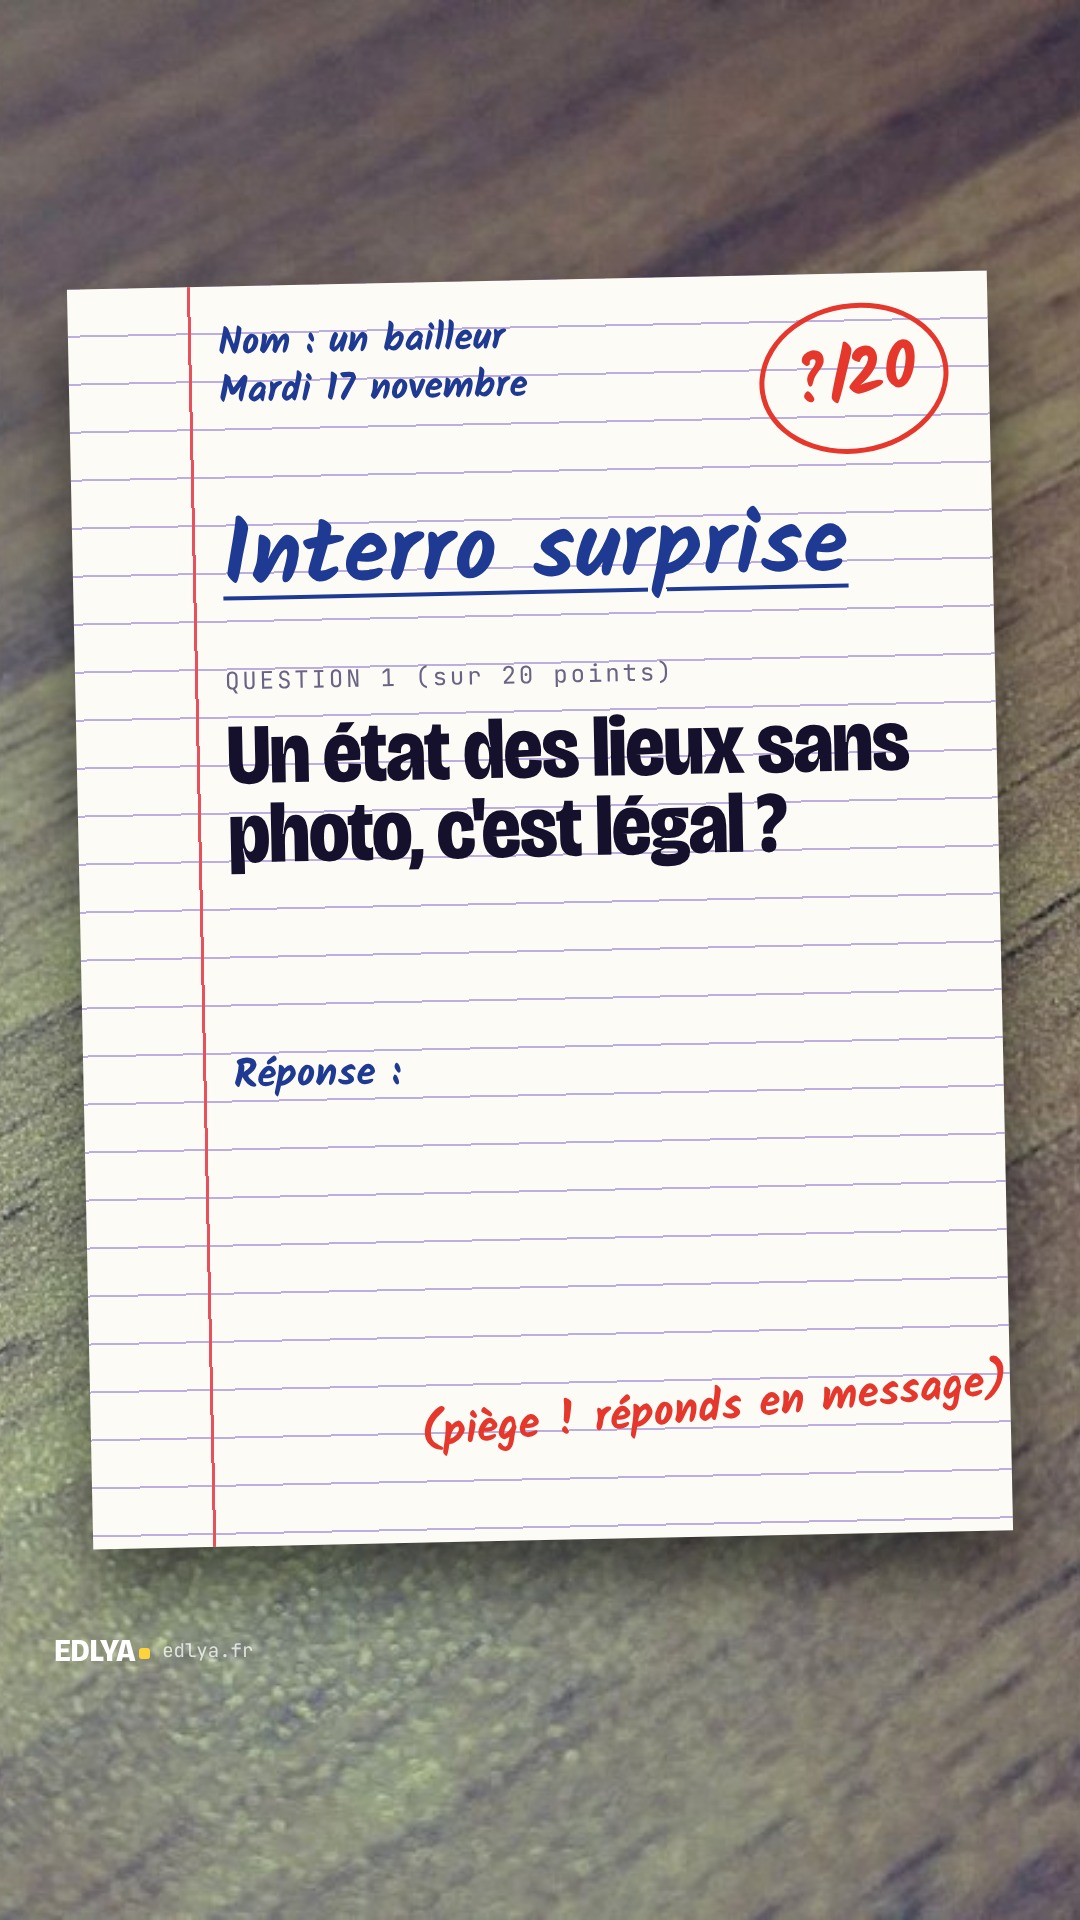 Nom : un bailleur
Mardi 17 novembre
?/20
Interro surprise
QUESTION 1 (sur 20 points)
Un état des lieux sans
photo, c'est légal ?
Réponse :
(piège ! réponds en message)
EDLYA. edlya.fr